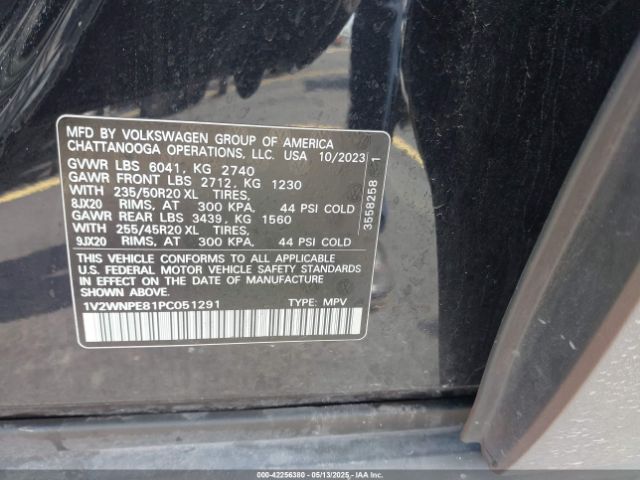 MFD BY VOLKSWAGEN GROUP OF AMERICA
CHATTANOOGA OPERATIONS, LLC. USA 10/2023
GVWR LBS 6041, KG 2740
GAWR FRONT LBS 2712, KG 1230
WITH 235/50R20 XL TIRES,
8JX20 RIMS, AT 300 KPA, 44 PSI COLD
GAWR REAR LBS 3439, KG 1560
WITH 255/45R20 XL TIRES,
9JX20 RIMS, AT 300 KPA, 44 PSI COLD
THIS VEHICLE CONFORMS TO ALL APPLICABLE
U.S. FEDERAL MOTOR VEHICLE SAFETY STANDARDS
IN EFFECT ON THE DATE OF MANUFACTURE
SHOWN ABOVE.
1V2WNPE81PC051291 TYPE: MPV
3558258 1
000-42256380 - 05/13/2025 - IAA Inc.